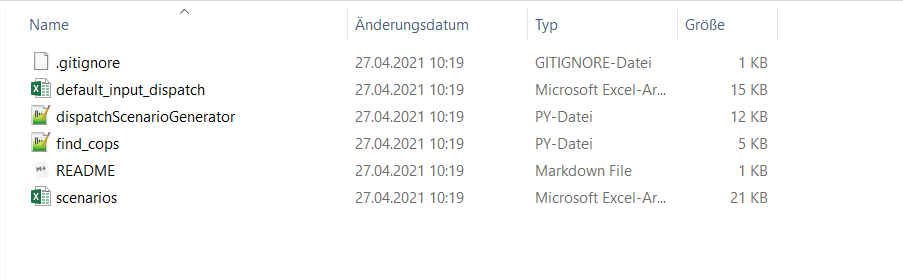 Name Änderungsdatum Typ Größe
.gitignore 27.04.2021 10:19 GITIGNORE-Datei 1 KB
default_input_dispatch 27.04.2021 10:19 Microsoft Excel-Ar... 15 KB
dispatchScenarioGenerator 27.04.2021 10:19 PY-Datei 12 KB
find_cops 27.04.2021 10:19 PY-Datei 5 KB
README 27.04.2021 10:19 Markdown File 1 KB
scenarios 27.04.2021 10:19 Microsoft Excel-Ar... 21 KB